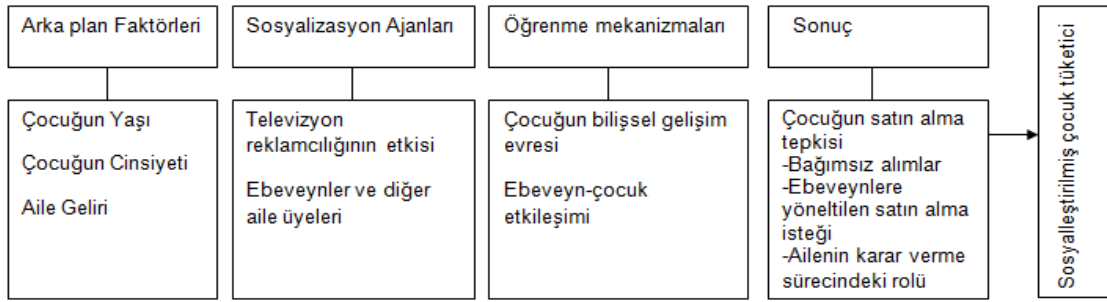 Arka plan Faktörleri
Sosyalizasyon Ajanları
Öğrenme mekanizmaları
Sonuç
Çocuğun Yaşı
Çocuğun Cinsiyeti
Aile Geliri
Televizyon
reklamcılığının etkisi
Ebeveynler ve diğer
aile üyeleri
Çocuğun bilişsel gelişim
evresi
Ebeveyn-çocuk
etkileşimi
Çocuğun satın alma
tepkisi
-Bağımsız alımlar
-Ebeveynlere
yöneltilen satın alma
isteği
-Ailenin karar verme
sürecindeki rolü
Sosyalleştirilmiş çocuk tüketici